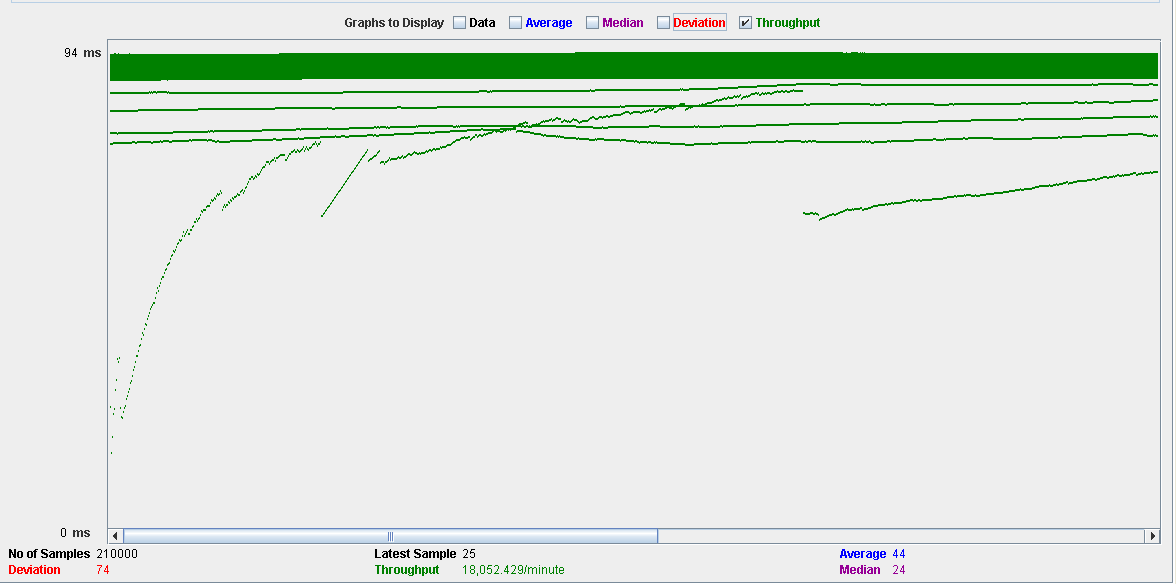 Graphs to Display Data Average Median Deviation Throughput
94 ms
0 ms
No of Samples 210000 Latest Sample 25 Average 44
Deviation 74 Throughput 18,052.429/minute Median 24